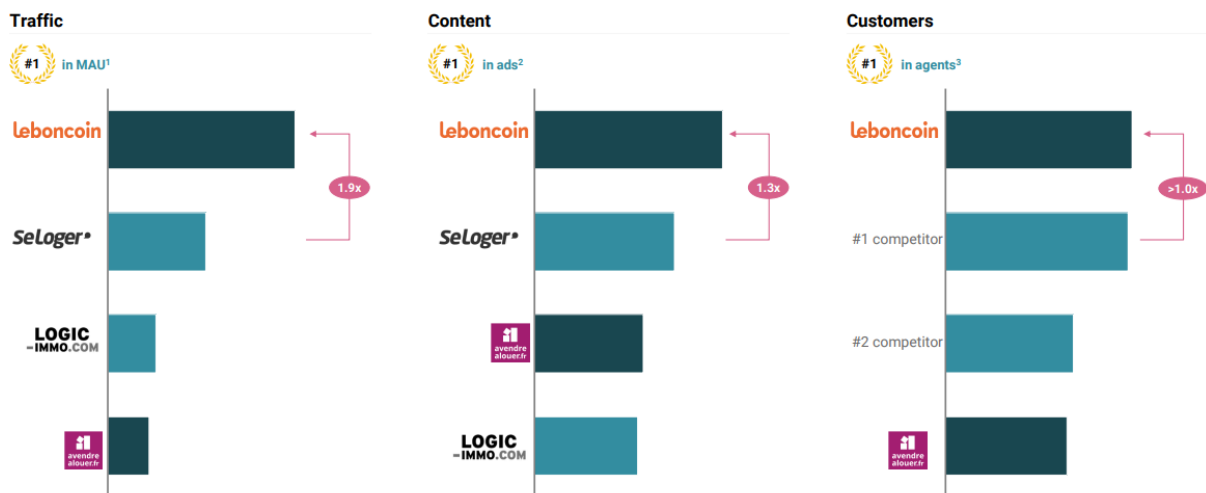 Traffic
#1 in MAU¹
leboncoin
1.9x
SeLoger
LOGIC
-IMMO.COM
avendre
alouer.fr
Content
#1 in ads²
leboncoin
1.3x
SeLoger
avendre
alouer.fr
LOGIC
-IMMO.COM
Customers
#1 in agents³
leboncoin
>1.0x
#1 competitor
#2 competitor
avendre
alouer.fr